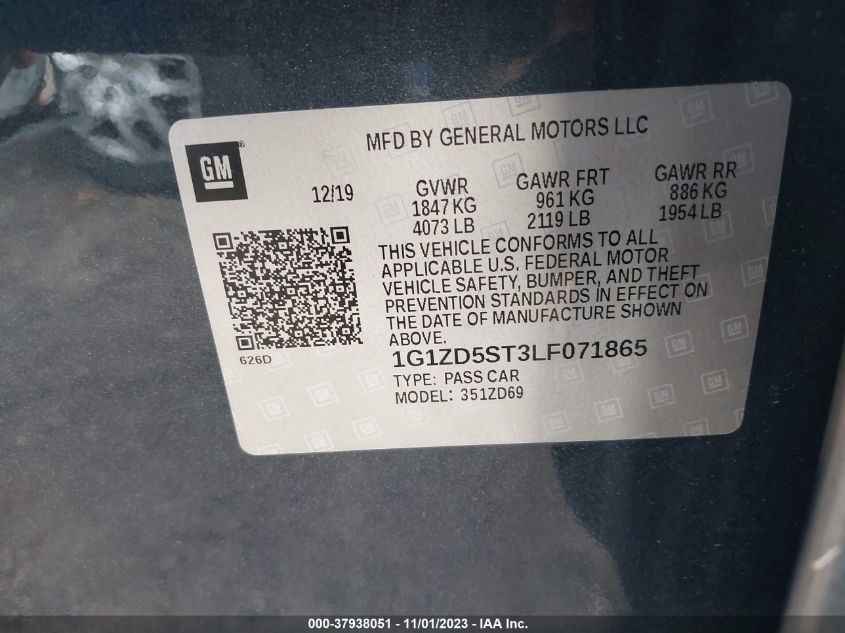 MFD BY GENERAL MOTORS LLC
GM®
12/19
GVWR
1847 KG
4073 LB
GAWR FRT
961 KG
2119 LB
GAWR RR
886 KG
1954 LB
THIS VEHICLE CONFORMS TO ALL
APPLICABLE U.S. FEDERAL MOTOR
VEHICLE SAFETY, BUMPER, AND THEFT
PREVENTION STANDARDS IN EFFECT ON
THE DATE OF MANUFACTURE SHOWN
ABOVE.
626D
1G1ZD5ST3LF071865
TYPE: PASS CAR
MODEL: 351ZD69
000-37938051 - 11/01/2023 - IAA Inc.